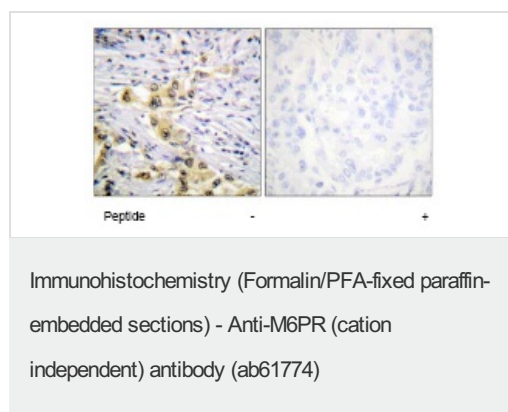 Peptide - +
Immunohistochemistry (Formalin/PFA-fixed paraffin-
embedded sections) - Anti-M6PR (cation
independent) antibody (ab61774)